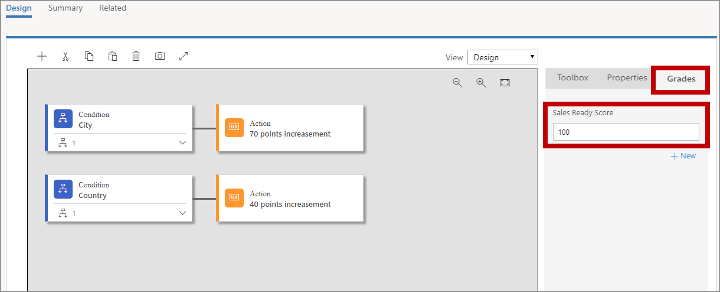 Design Summary Related
View Design
Toolbox Properties Grades
Condition
City
1
Action
70 points increasement
Sales Ready Score
100
+ New
Condition
Country
1
Action
40 points increasement